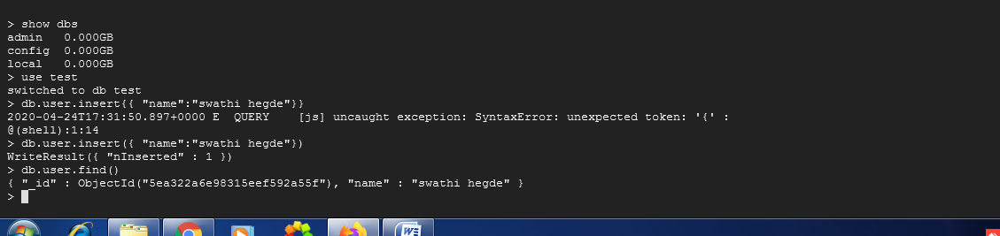 > show dbs
admin   0.000GB
config  0.000GB
local   0.000GB
> use test
switched to db test
> db.user.insert{{ "name":"swathi hegde"}}
2020-04-24T17:31:50.897+0000 E  QUERY    [js] uncaught exception: SyntaxError: unexpected token: '{' :
@(shell):1:14
> db.user.insert({ "name":"swathi hegde"})
WriteResult({ "nInserted" : 1 })
> db.user.find()
{ "_id" : ObjectId("5ea322a6e98315eef592a55f"), "name" : "swathi hegde" }
>
W